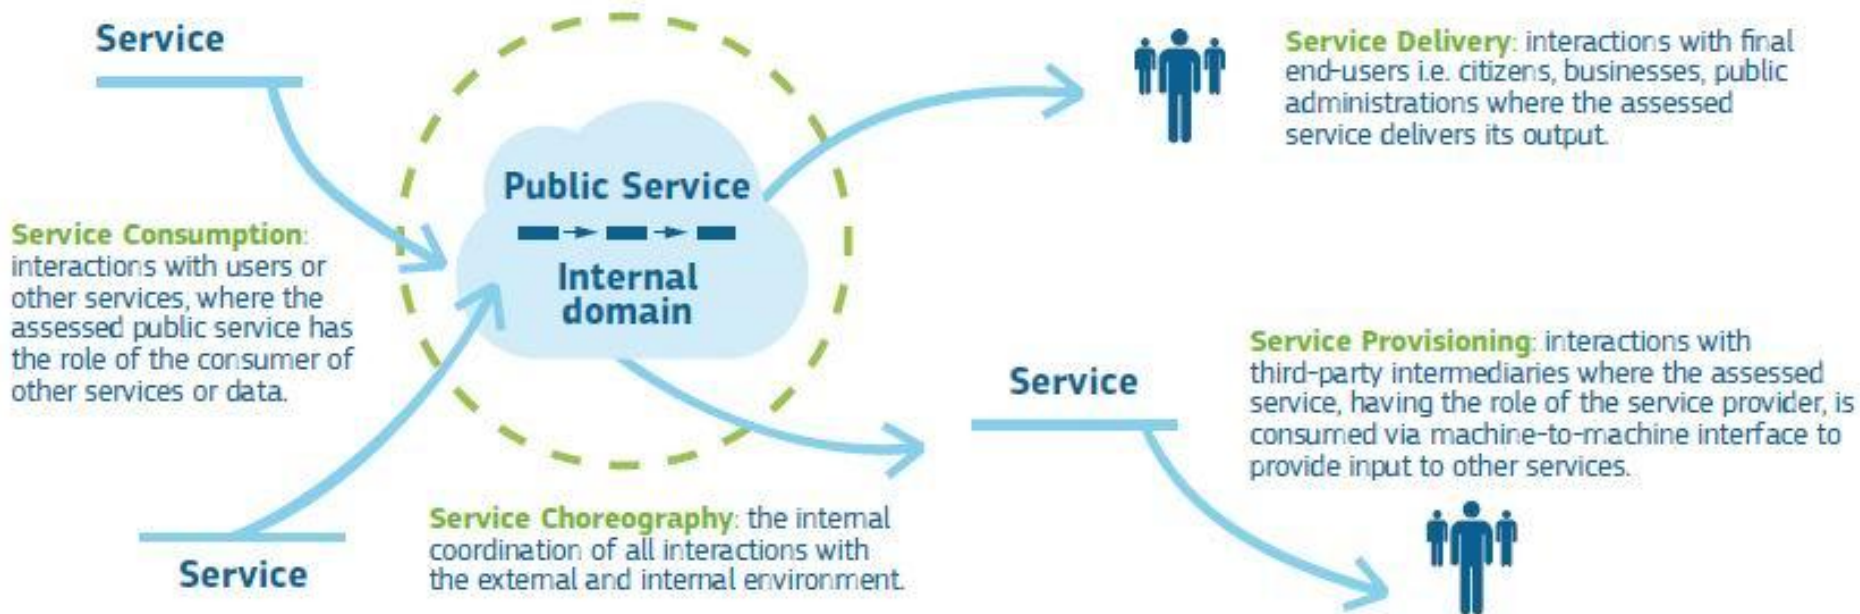 Service
Service Consumption:
interactions with users or
other services, where the
assessed public service has
the role of the consumer of
other services or data.
Service
Public Service
Internal
domain
Service Choreography: the internal
coordination of all interactions with
the external and internal environment.
Service Delivery: interactions with final
end-users i.e. citizens, businesses, public
administrations where the assessed
service delivers its output.
Service
Service Provisioning: interactions with
third-party intermediaries where the assessed
service, having the role of the service provider, is
consumed via machine-to-machine interface to
provide input to other services.